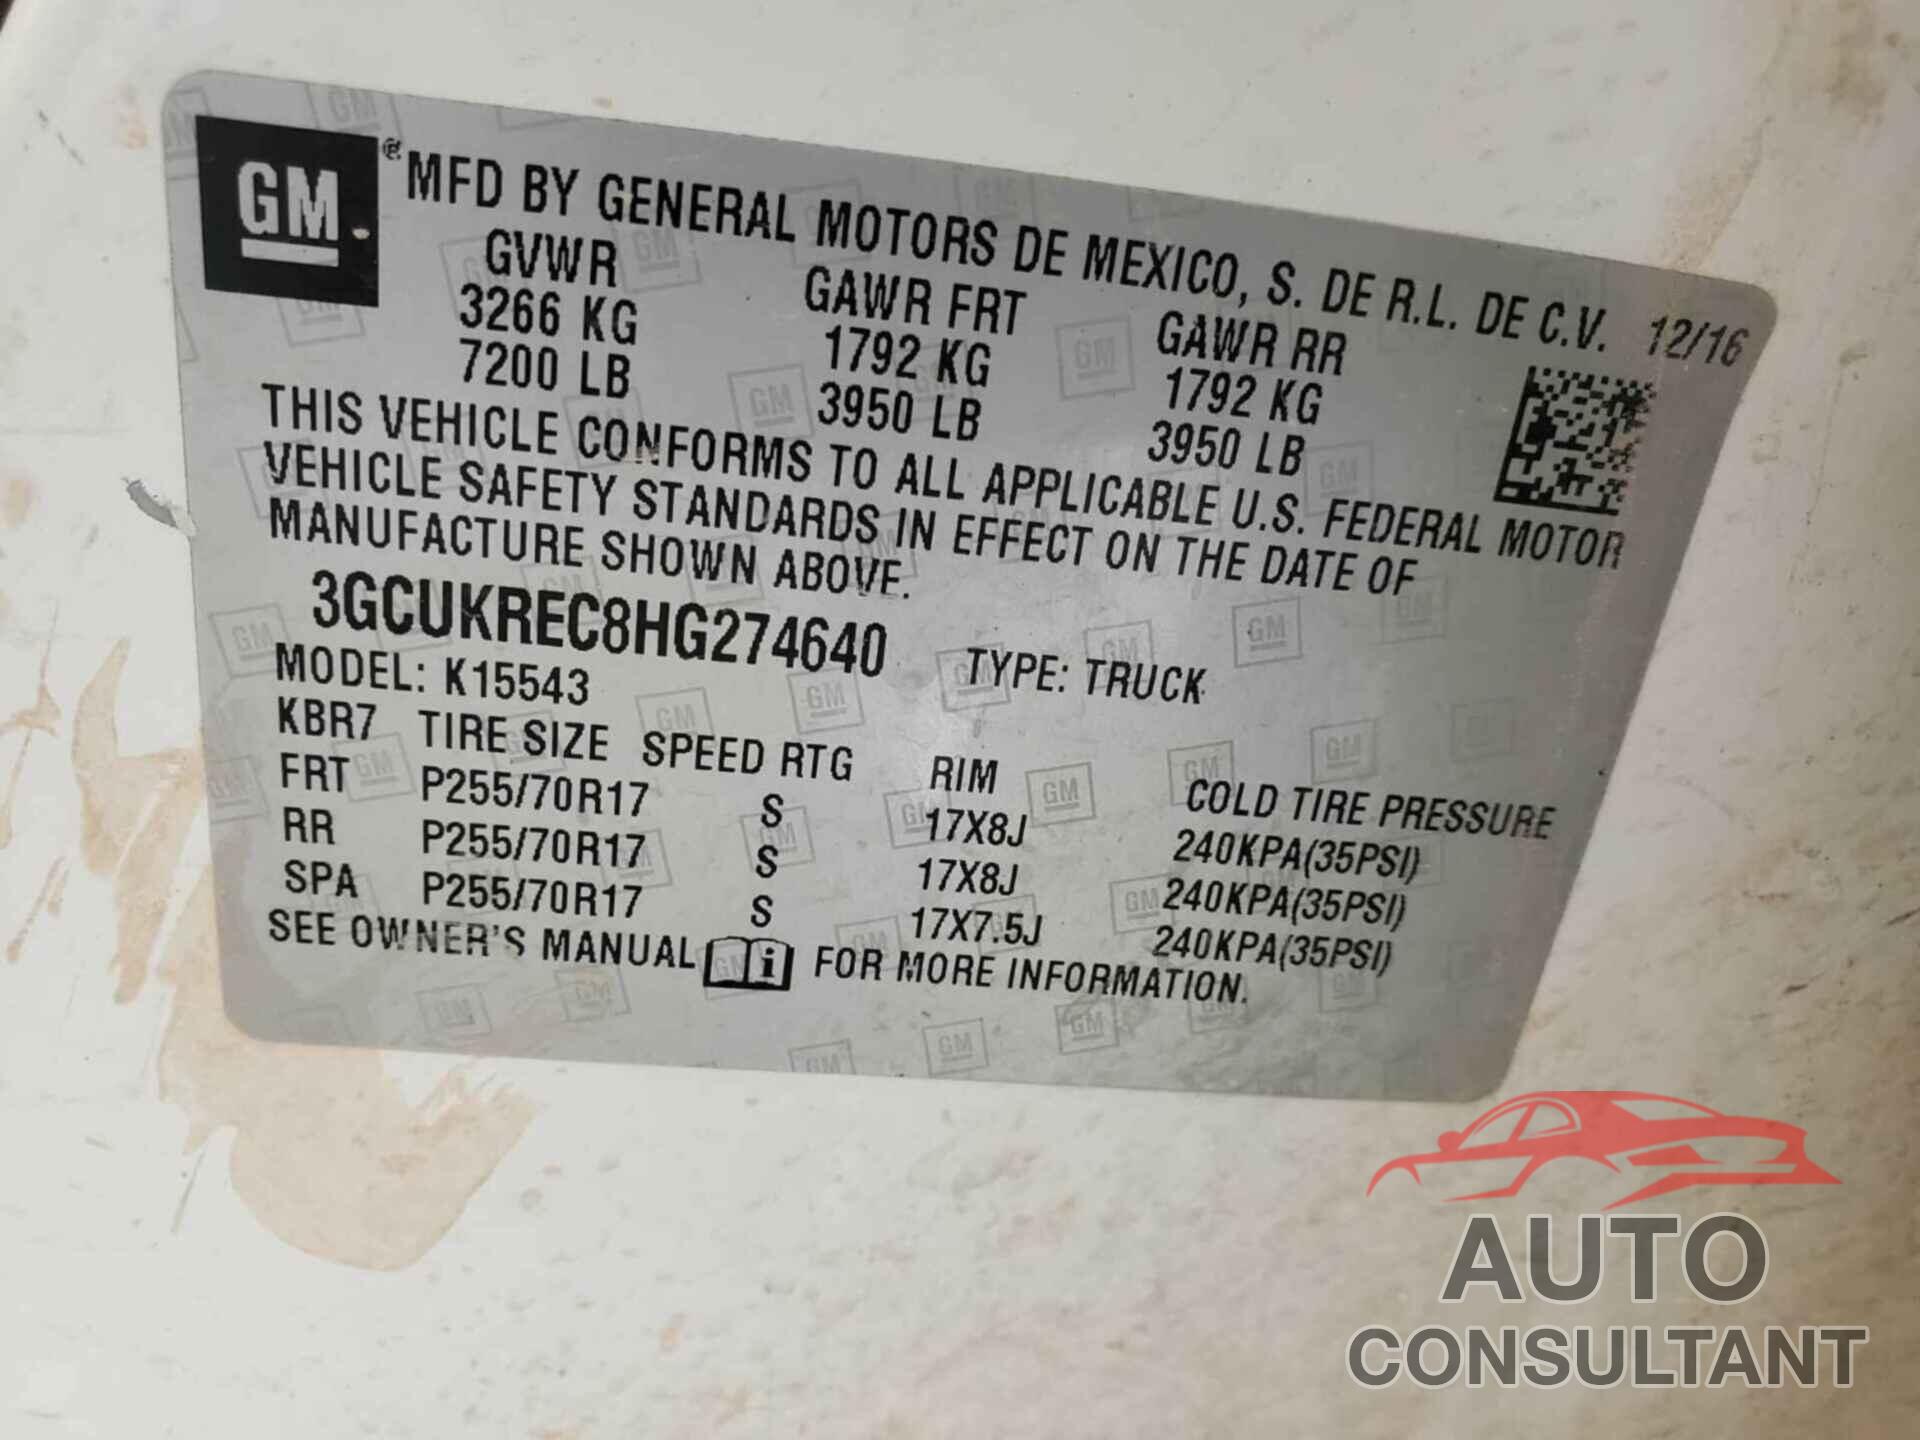 GM ® MFD BY GENERAL MOTORS DE MEXICO, S. DE R.L. DE C.V. 12/16
GVWR GAWR FRT GAWR RR
3266 KG 1792 KG 1792 KG
7200 LB 3950 LB 3950 LB
THIS VEHICLE CONFORMS TO ALL APPLICABLE U.S. FEDERAL MOTOR
VEHICLE SAFETY STANDARDS IN EFFECT ON THE DATE OF
MANUFACTURE SHOWN ABOVE.
3GCUKREC8HG274640 TYPE: TRUCK
MODEL: K15543
KBR7 TIRE SIZE SPEED RTG RIM COLD TIRE PRESSURE
FRT P255/70R17 S 17X8J 240KPA(35PSI)
RR P255/70R17 S 17X8J 240KPA(35PSI)
SPA P255/70R17 S 17X7.5J 240KPA(35PSI)
SEE OWNER'S MANUAL i FOR MORE INFORMATION.
AUTO
CONSULTANT